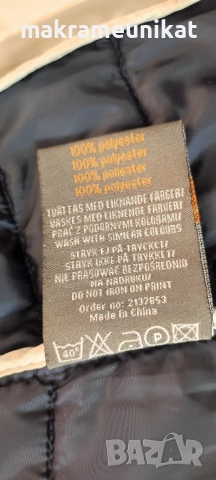 makrameunikat
100% polyester
100% polyester
100% polyester
100% polyester
TVÄTTAS MED LIKNANDE FÄRGER!
VASKES MED LIKNENDE FARGER!
PRAĆ Z PODOBNYMI KOLORAMI!
WASH WITH SIMILAR COLOURS
STRYK EJ PÅ TRYCKET!
STRYK IKKE PÅ TRYKKET!
NIE PRASOWAĆ BEZPOŚREDNIO
NA NADRUKU!
DO NOT IRON ON PRINT
Order no: 2137853
Made in China
40°
BAZAR